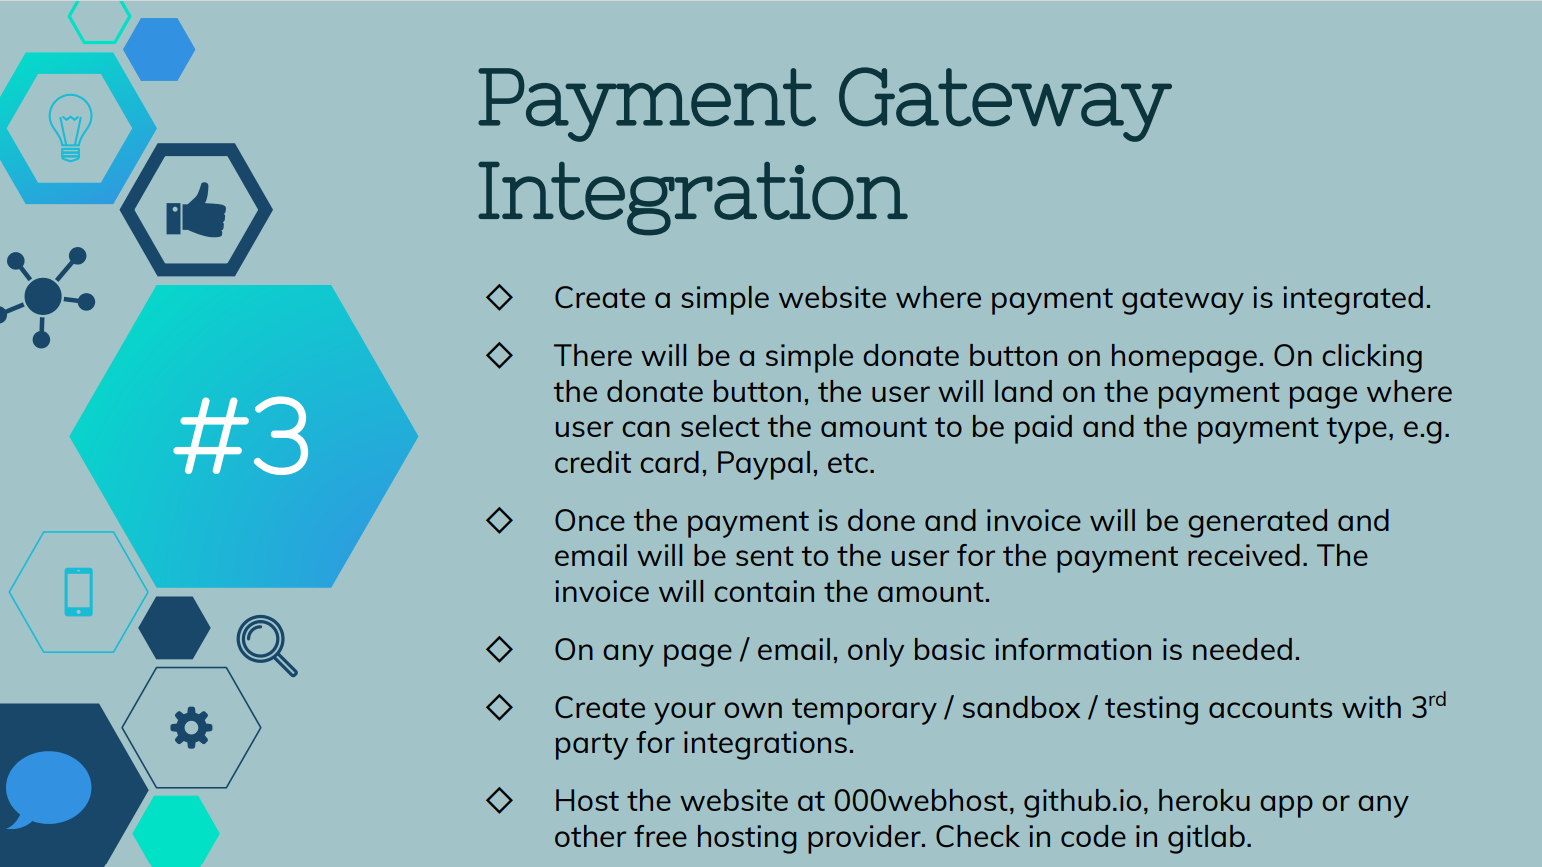 Payment Gateway
Integration
#3
◇ Create a simple website where payment gateway is integrated.
◇ There will be a simple donate button on homepage. On clicking
the donate button, the user will land on the payment page where
user can select the amount to be paid and the payment type, e.g.
credit card, Paypal, etc.
◇ Once the payment is done and invoice will be generated and
email will be sent to the user for the payment received. The
invoice will contain the amount.
◇ On any page / email, only basic information is needed.
◇ Create your own temporary / sandbox / testing accounts with 3rd
party for integrations.
◇ Host the website at 000webhost, github.io, heroku app or any
other free hosting provider. Check in code in gitlab.